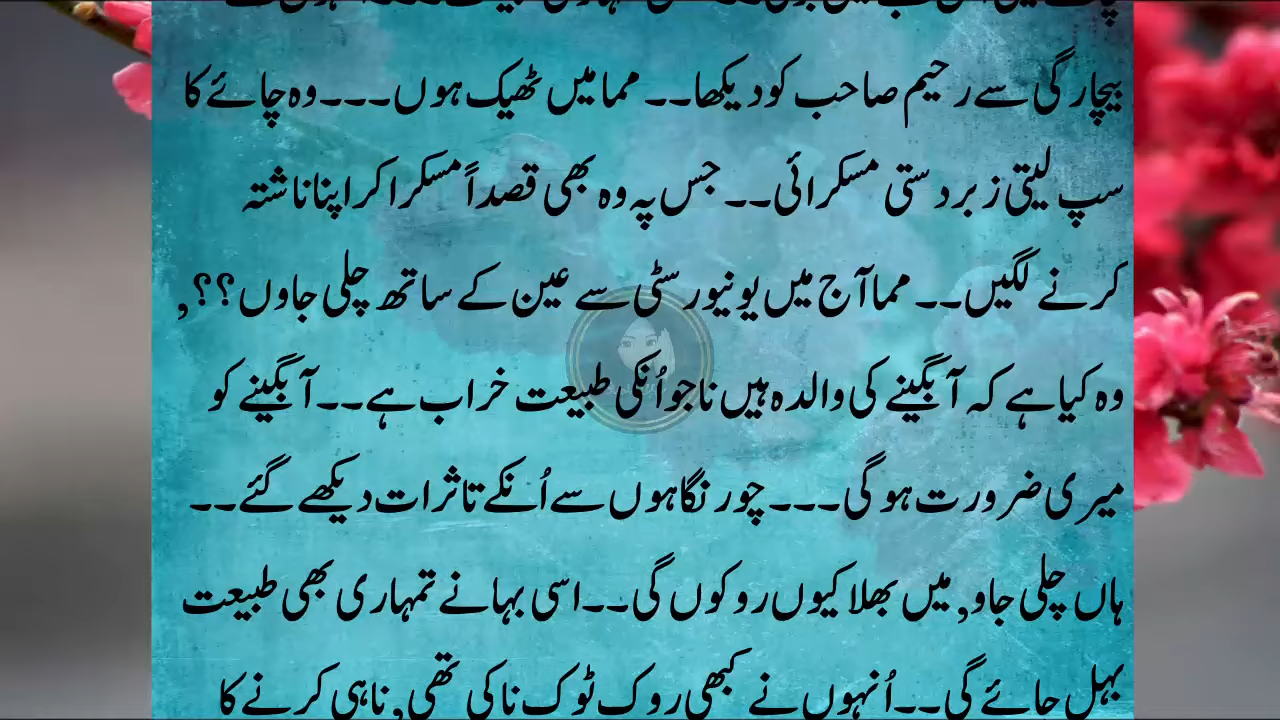 بیچارگی سے رحیم صاحب کو دیکھا۔۔ مما میں ٹھیک ہوں۔۔۔وہ چائے کا
سپ لیتی زبردستی مسکرائی۔۔ جس پہ وہ بھی قصداً مسکرا کر اپنا ناشتہ
کرنے لگیں۔۔ مما آج میں یونیورسٹی سے عین کے ساتھ چلی جاوں؟؟,
وہ کیا ہے کہ آبگینے کی والدہ ہیں نا جو اُنکی طبیعت خراب ہے۔۔آبگینے کو
میری ضرورت ہو گی۔۔۔ چور نگاہوں سے اُنکے تاثرات دیکھے گئے۔۔
ہاں چلی جاو, میں بھلا کیوں روکوں گی۔۔اسی بہانے تمہاری بھی طبیعت
بہل جائے گی۔۔اُنہوں نے کبھی روک ٹوک نا کی تھی, نا ہی کرنے کا